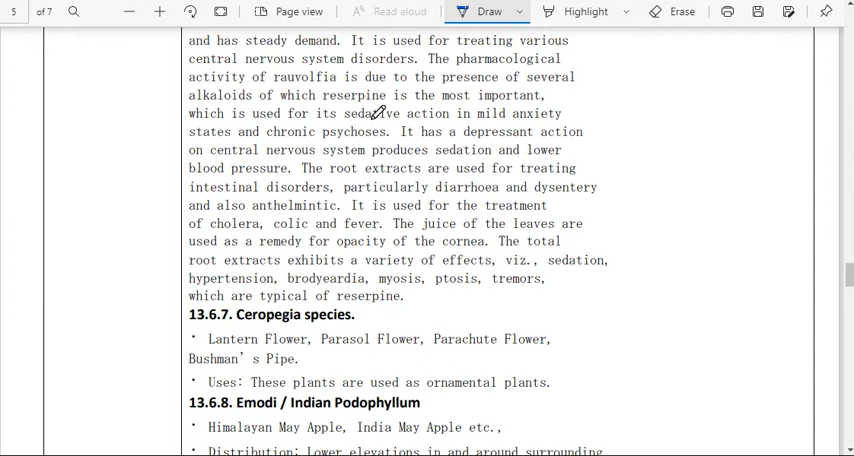 5 of 7 Page view Read aloud Draw Highlight Erase
and has steady demand. It is used for treating various
central nervous system disorders. The pharmacological
activity of rauvolfia is due to the presence of several
alkaloids of which reserpine is the most important,
which is used for its sedative action in mild anxiety
states and chronic psychoses. It has a depressant action
on central nervous system produces sedation and lower
blood pressure. The root extracts are used for treating
intestinal disorders, particularly diarrhoea and dysentery
and also anthelmintic. It is used for the treatment
of cholera, colic and fever. The juice of the leaves are
used as a remedy for opacity of the cornea. The total
root extracts exhibits a variety of effects, viz., sedation,
hypertension, brodyeardia, myosis, ptosis, tremors,
which are typical of reserpine.
13.6.7. Ceropegia species.
· Lantern Flower, Parasol Flower, Parachute Flower,
Bushman’s Pipe.
· Uses: These plants are used as ornamental plants.
13.6.8. Emodi / Indian Podophyllum
· Himalayan May Apple, India May Apple etc.,
· Distribution: Lower elevations in and around surrounding